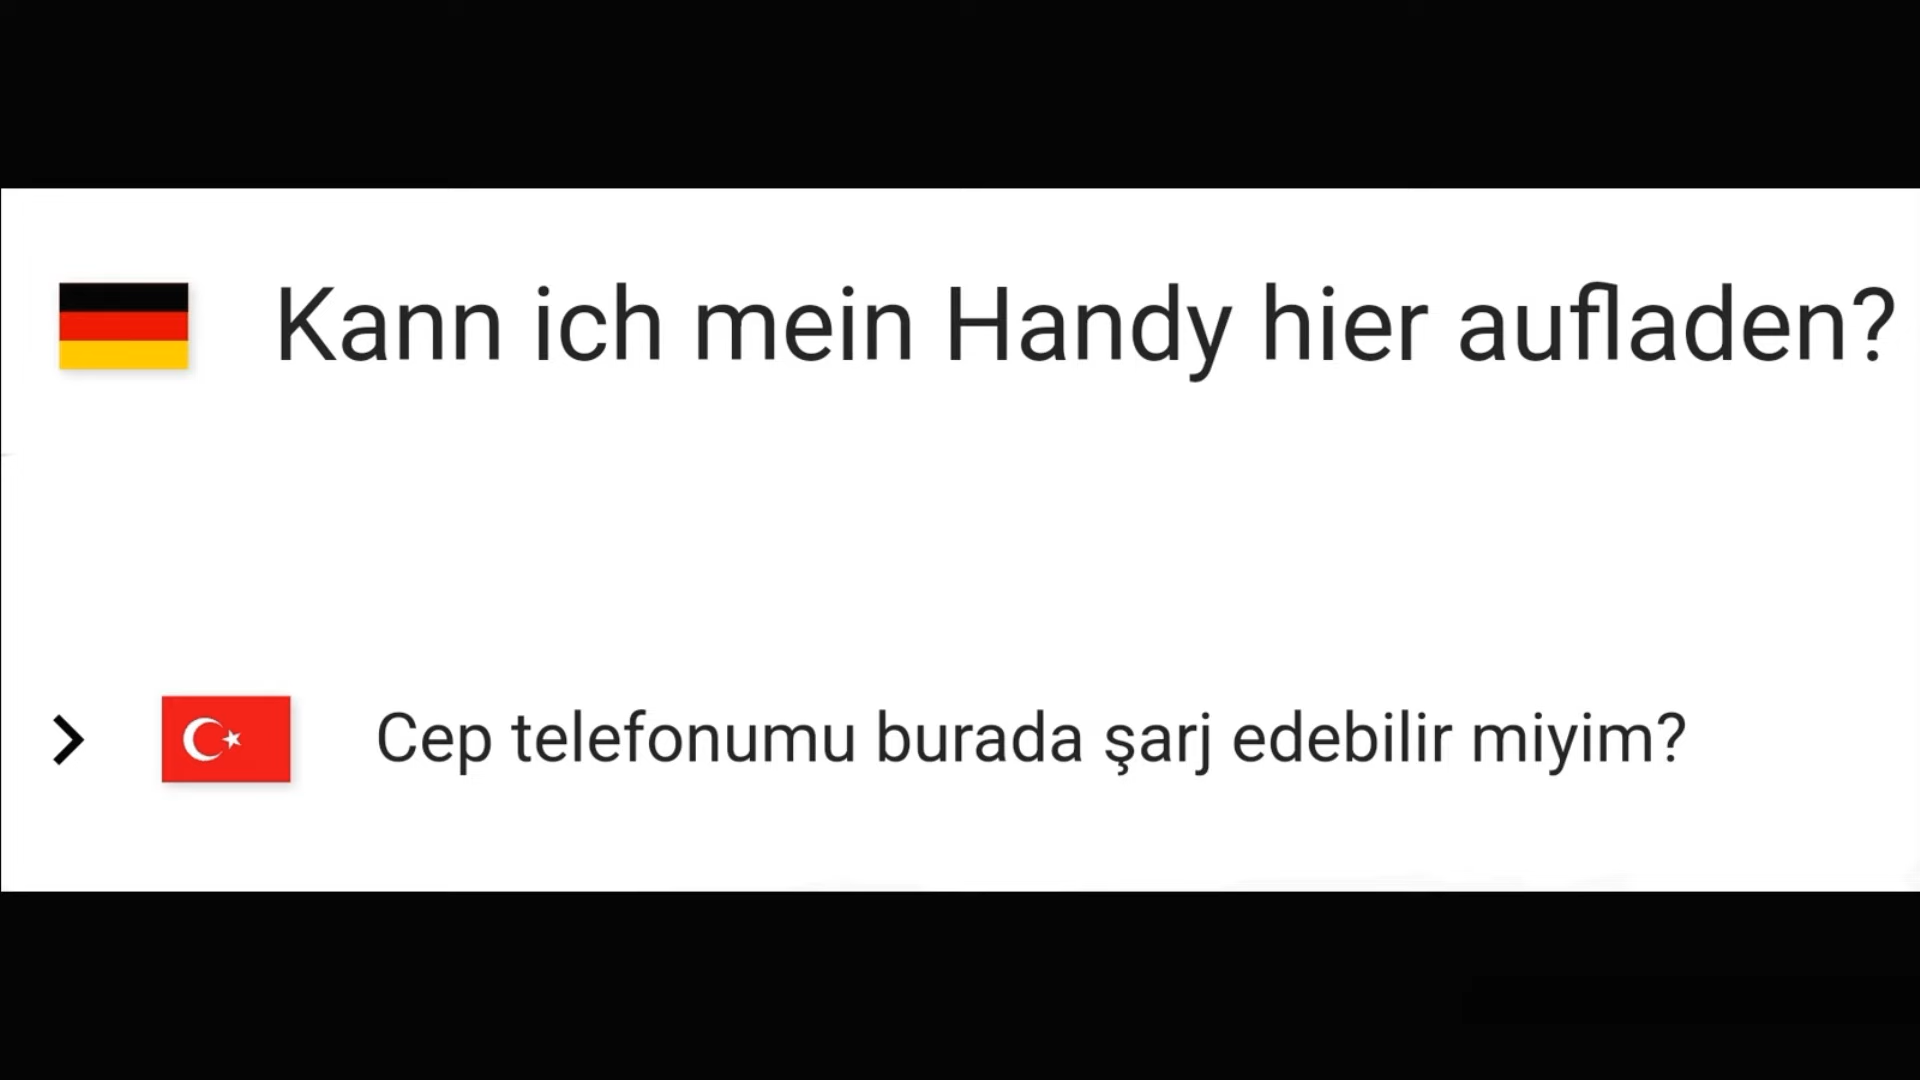 Kann ich mein Handy hier aufladen?
Cep telefonumu burada şarj edebilir miyim?